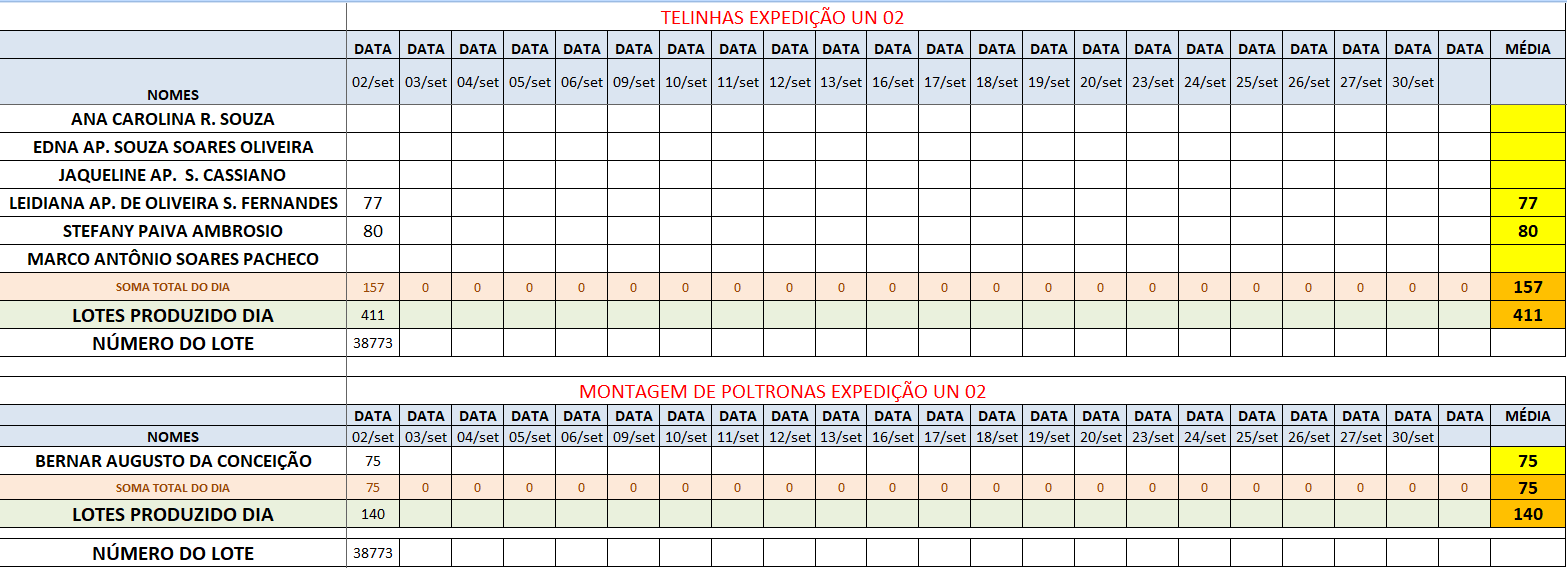 TELINHAS EXPEDIÇÃO UN 02
DATA DATA DATA DATA DATA DATA DATA DATA DATA DATA DATA DATA DATA DATA DATA DATA DATA DATA DATA DATA DATA DATA MÉDIA
NOMES 02/set 03/set 04/set 05/set 06/set 09/set 10/set 11/set 12/set 13/set 16/set 17/set 18/set 19/set 20/set 23/set 24/set 25/set 26/set 27/set 30/set
ANA CAROLINA R. SOUZA
EDNA AP. SOUZA SOARES OLIVEIRA
JAQUELINE AP. S. CASSIANO
LEIDIANA AP. DE OLIVEIRA S. FERNANDES 77 77
STEFANY PAIVA AMBROSIO 80 80
MARCO ANTÔNIO SOARES PACHECO
SOMA TOTAL DO DIA 157 0 0 0 0 0 0 0 0 0 0 0 0 0 0 0 0 0 0 0 0 0 157
LOTES PRODUZIDO DIA 411 411
NÚMERO DO LOTE 38773
MONTAGEM DE POLTRONAS EXPEDIÇÃO UN 02
DATA DATA DATA DATA DATA DATA DATA DATA DATA DATA DATA DATA DATA DATA DATA DATA DATA DATA DATA DATA DATA DATA MÉDIA
NOMES 02/set 03/set 04/set 05/set 06/set 09/set 10/set 11/set 12/set 13/set 16/set 17/set 18/set 19/set 20/set 23/set 24/set 25/set 26/set 27/set 30/set
BERNAR AUGUSTO DA CONCEIÇÃO 75 75
SOMA TOTAL DO DIA 75 0 0 0 0 0 0 0 0 0 0 0 0 0 0 0 0 0 0 0 0 0 75
LOTES PRODUZIDO DIA 140 140
NÚMERO DO LOTE 38773